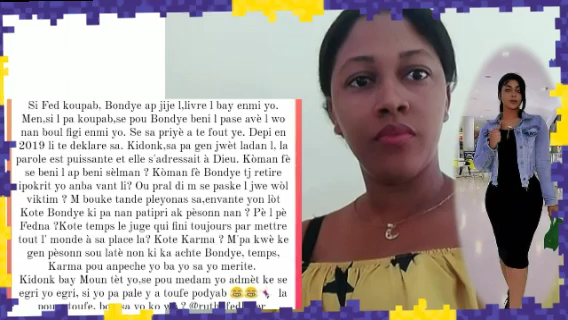 Si Fed koupab, Bondye ap jije l,livre l bay enmi yo.
Men,si l pa koupab,se pou Bondye beni l pase avè l wo
nan boul figi enmi yo. Se sa priyè a te fout ye. Depi en
2019 li te deklare sa. Kidonk,sa pa gen jwèt ladan l, la
parole est puissante et elle s'adressait à Dieu. Kòman fè
se beni l ap beni sèlman ? Kòman fè Bondye tj retire
ipokrit yo anba vant li? Ou pral di m se paske l jwe wòl
viktim ? M bouke tande pleyonas sa,envante yon lòt
Kote Bondye ki pa nan patipri ak pèsonn nan ? Pè l pè
Fedna ?Kote temps le juge qui fini toujours par mettre
tout l' monde à sa place la? Kote Karma ? M'pa kwè ke
gen pèsonn sou latè non ki ka achte Bondye, temps,
Karma pou anpeche yo ba yo sa yo merite.
Kidonk bay Moun tèt yo,se pou medam yo admèt ke se
egri yo egri, si yo pa pale y a toufe podyab 😂😂 la